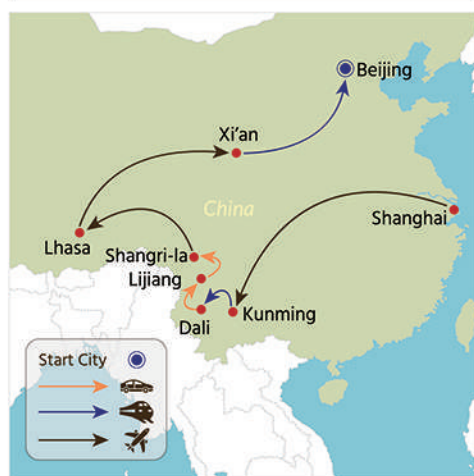 Beijing
Xi'an
China
Shanghai
Lhasa
Shangri-la
Lijiang
Kunming
Dali
Start City